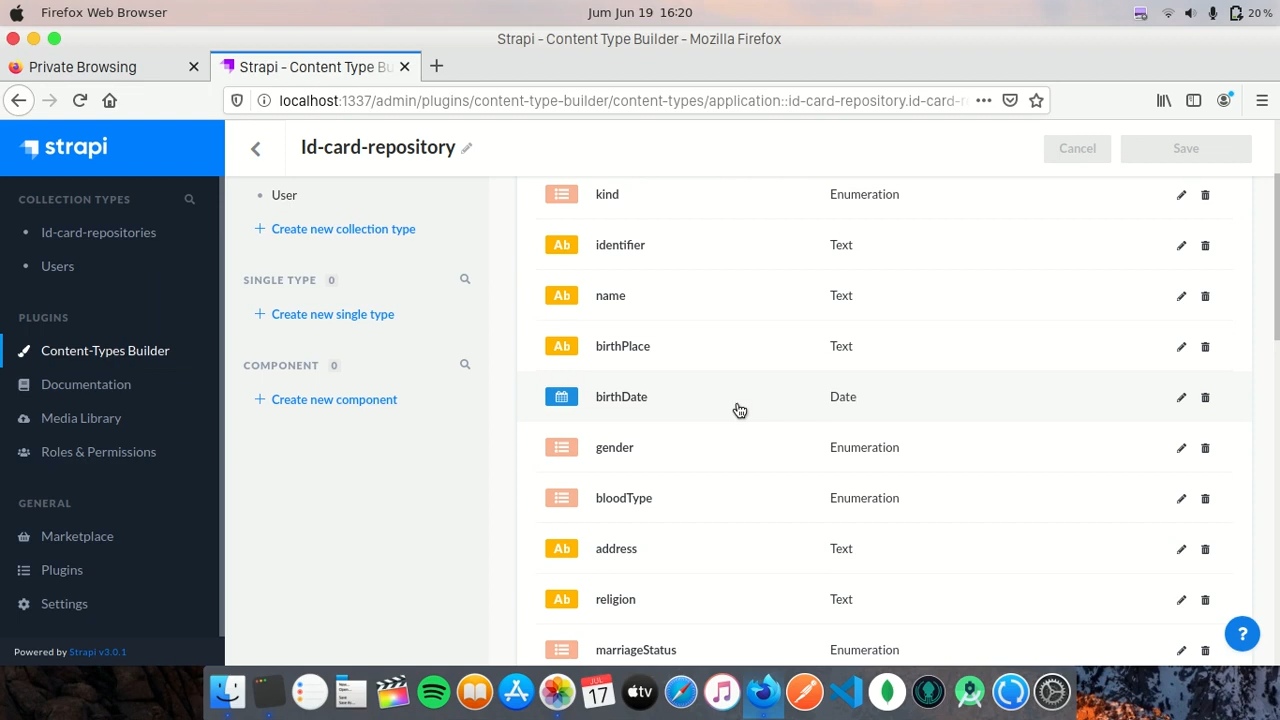 Firefox Web Browser
Jum Jun 19 16:20
20 %
Strapi - Content Type Builder - Mozilla Firefox
Private Browsing
Strapi - Content Type Bu
localhost:1337/admin/plugins/content-type-builder/content-types/application::id-card-repository.id-card-r
strapi
Id-card-repository
Cancel
Save
COLLECTION TYPES
Id-card-repositories
Users
PLUGINS
Content-Types Builder
Documentation
Media Library
Roles & Permissions
GENERAL
Marketplace
Plugins
Settings
Powered by Strapi v3.0.1
User
+ Create new collection type
SINGLE TYPE 0
+ Create new single type
COMPONENT 0
+ Create new component
kind Enumeration
Ab identifier Text
Ab name Text
Ab birthPlace Text
birthDate Date
gender Enumeration
bloodType Enumeration
Ab address Text
Ab religion Text
marriageStatus Enumeration
?
JUL
17
tv